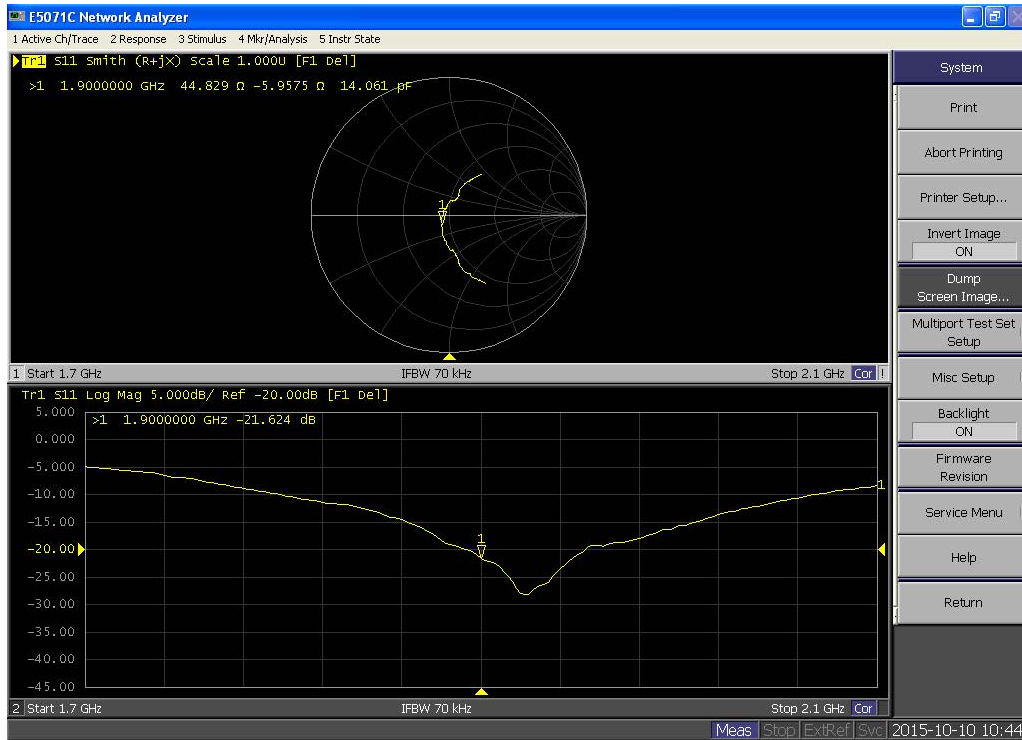 E5071C Network Analyzer
1 Active Ch/Trace 2 Response 3 Stimulus 4 Mkr/Analysis 5 Instr State
Tr1 S11 Smith (R+jX) Scale 1.000U [F1 Del]
>1 1.9000000 GHz 44.829 Ω -5.9575 Ω 14.061 pF
1
1 Start 1.7 GHz IFBW 70 kHz Stop 2.1 GHz Cor !
Tr1 S11 Log Mag 5.000dB/ Ref -20.00dB [F1 Del]
5.000
>1 1.9000000 GHz -21.624 dB
0.000
-5.000
1
-10.00
-15.00
1
-20.00
-25.00
-30.00
-35.00
-40.00
-45.00
2 Start 1.7 GHz IFBW 70 kHz Stop 2.1 GHz Cor
System
Print
Abort Printing
Printer Setup...
Invert Image
ON
Dump
Screen Image...
Multiport Test Set
Setup
Misc Setup
Backlight
ON
Firmware
Revision
Service Menu
Help
Return
Meas Stop ExtRef Svc 2015-10-10 10:44